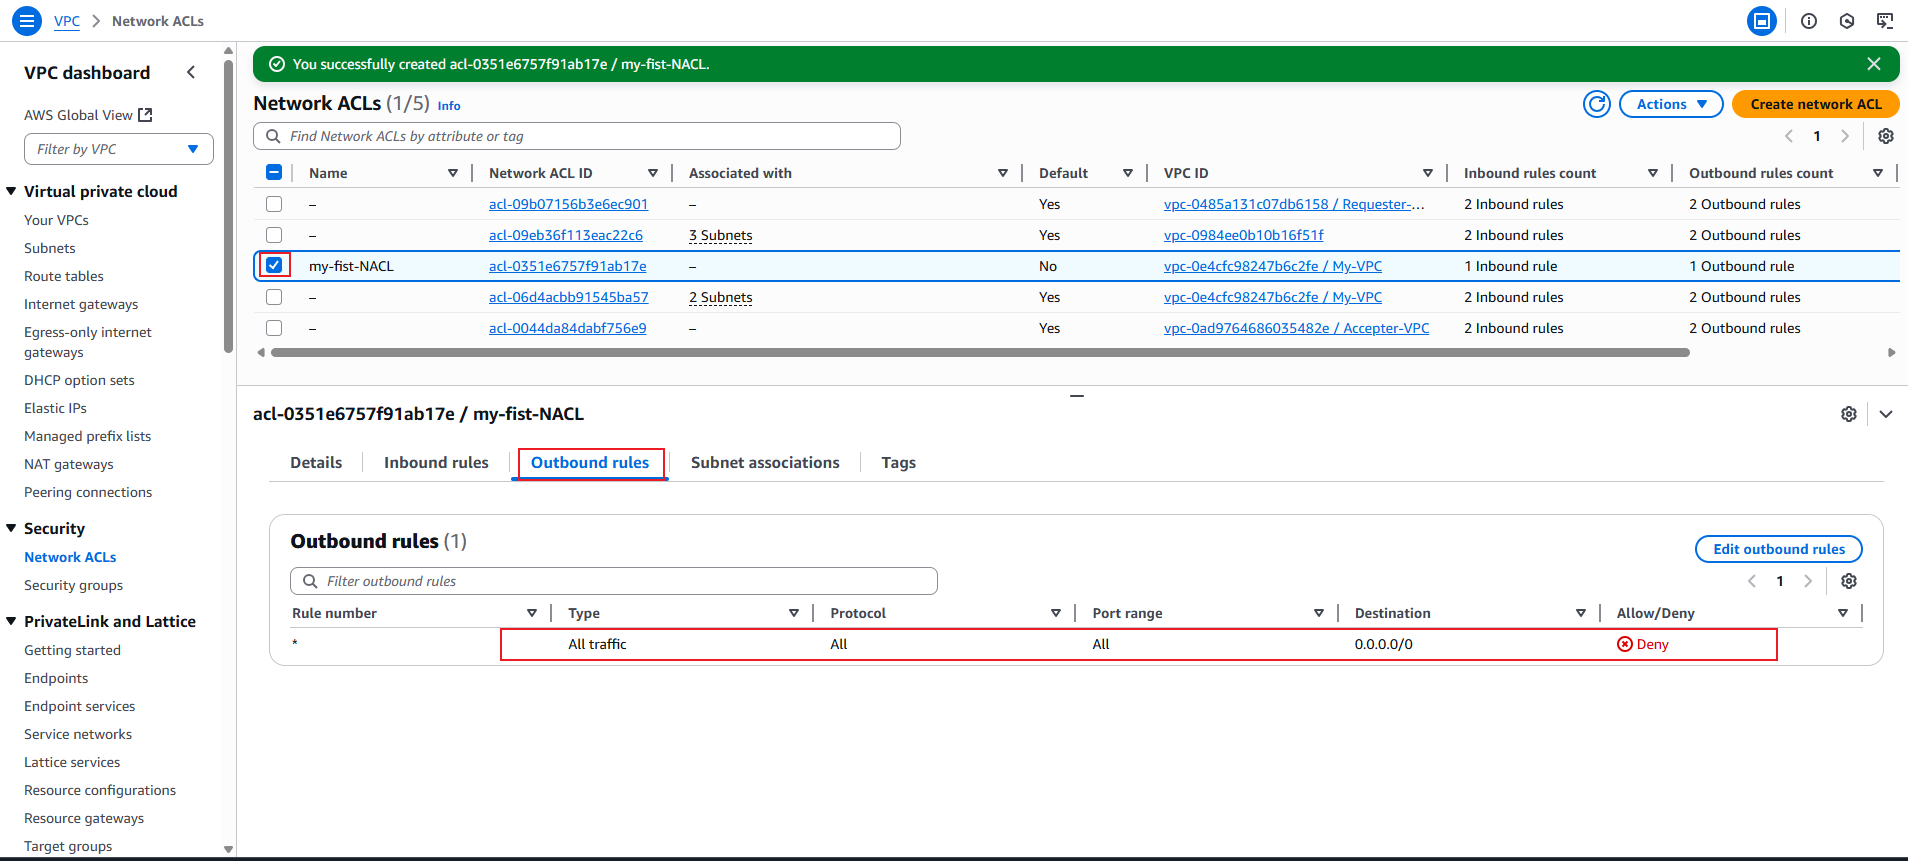 VPC > Network ACLs
VPC dashboard
AWS Global View
Filter by VPC
Virtual private cloud
Your VPCs
Subnets
Route tables
Internet gateways
Egress-only internet
gateways
DHCP option sets
Elastic IPs
Managed prefix lists
NAT gateways
Peering connections
Security
Network ACLs
Security groups
PrivateLink and Lattice
Getting started
Endpoints
Endpoint services
Service networks
Lattice services
Resource configurations
Resource gateways
Target groups
You successfully created acl-0351e6757f91ab17e / my-fist-NACL.
Network ACLs (1/5) Info
Actions
Create network ACL
Find Network ACLs by attribute or tag
1
Name Network ACL ID Associated with Default VPC ID Inbound rules count Outbound rules count
– acl-09b07156b3e6ec901 – Yes vpc-0485a131c07db6158 / Requester-... 2 Inbound rules 2 Outbound rules
– acl-09eb36f113eac22c6 3 Subnets Yes vpc-0984ee0b10b16f51f 2 Inbound rules 2 Outbound rules
my-fist-NACL acl-0351e6757f91ab17e – No vpc-0e4cfc98247b6c2fe / My-VPC 1 Inbound rule 1 Outbound rule
– acl-06d4acbb91545ba57 2 Subnets Yes vpc-0e4cfc98247b6c2fe / My-VPC 2 Inbound rules 2 Outbound rules
– acl-0044da84dabf756e9 – Yes vpc-0ad9764686035482e / Accepter-VPC 2 Inbound rules 2 Outbound rules
acl-0351e6757f91ab17e / my-fist-NACL
Details Inbound rules Outbound rules Subnet associations Tags
Outbound rules (1)
Edit outbound rules
Filter outbound rules
1
Rule number Type Protocol Port range Destination Allow/Deny
* All traffic All All 0.0.0.0/0 Deny